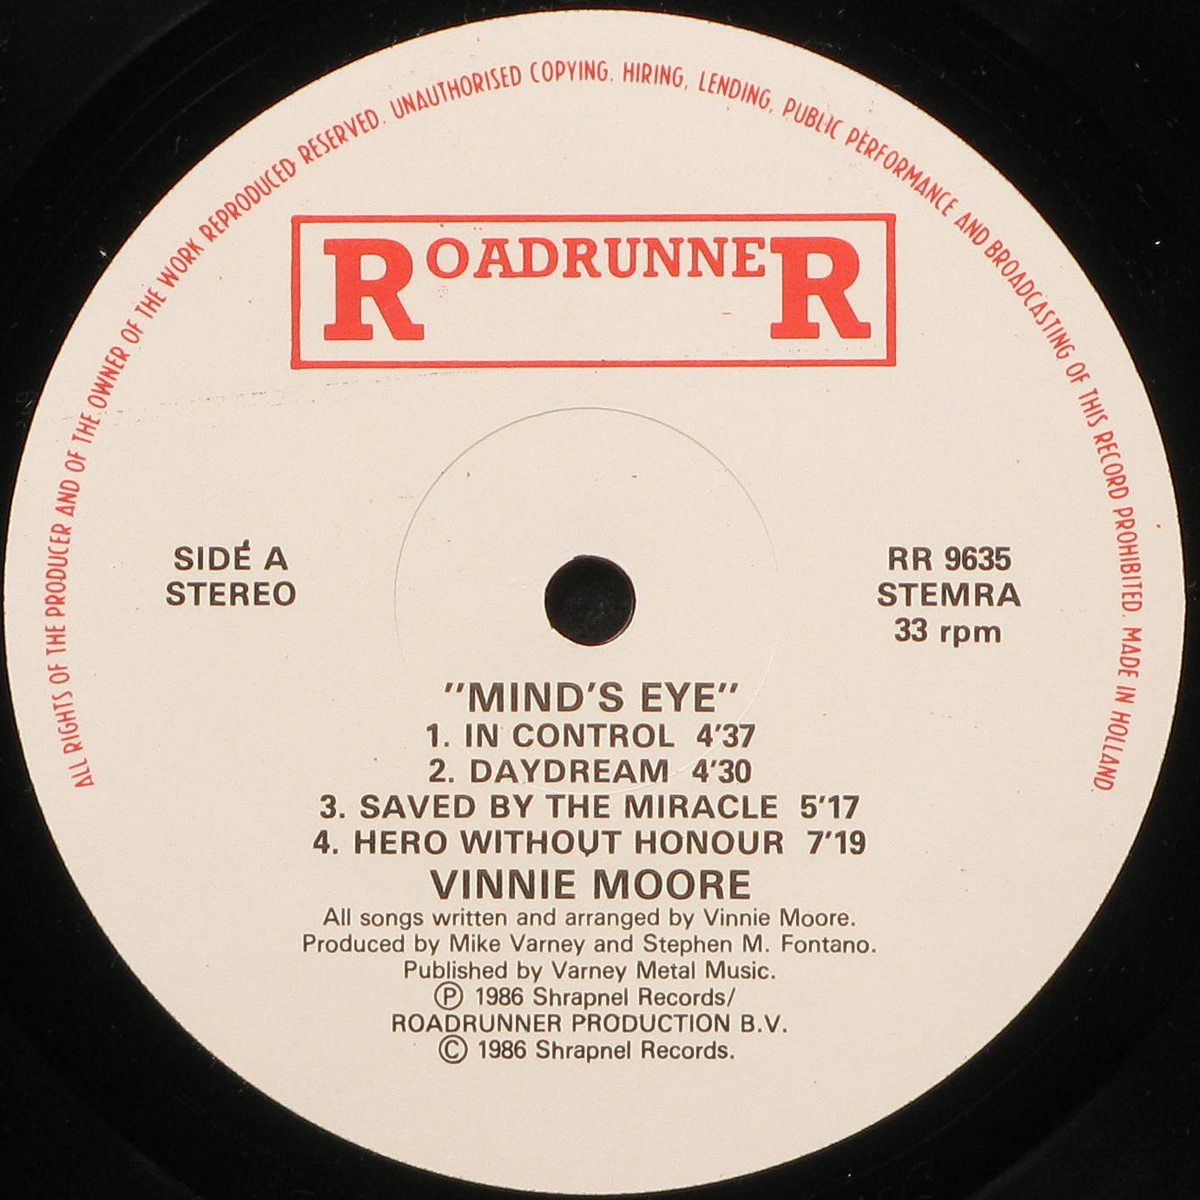 ALL RIGHTS OF THE PRODUCER AND OF THE OWNER OF THE WORK REPRODUCED RESERVED. UNAUTHORISED COPYING. HIRING, LENDING, PUBLIC PERFORMANCE AND BROADCASTING OF THIS RECORD PROHIBITED. MADE IN HOLLAND.
ROADRUNNER
SIDE A
STEREO
RR 9635
STEMRA
33 rpm
"MIND'S EYE"
1. IN CONTROL 4'37
2. DAYDREAM 4'30
3. SAVED BY THE MIRACLE 5'17
4. HERO WITHOUT HONOUR 7'19
VINNIE MOORE
All songs written and arranged by Vinnie Moore.
Produced by Mike Varney and Stephen M. Fontano.
Published by Varney Metal Music.
Ⓟ 1986 Shrapnel Records/
ROADRUNNER PRODUCTION B.V.
© 1986 Shrapnel Records.